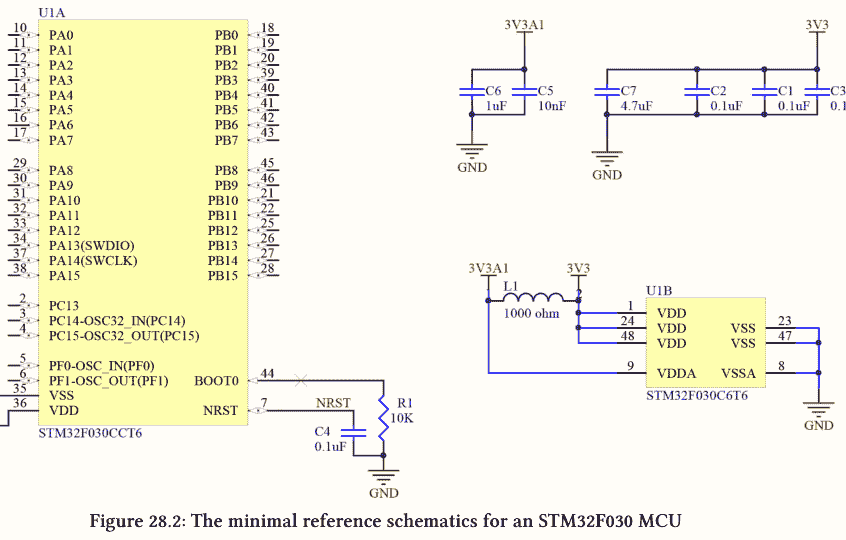 U1A
10 PA0 PB0 18
11 PA1 PB1 19
12 PA2 PB2 20
13 PA3 PB3 39
14 PA4 PB4 40
15 PA5 PB5 41
16 PA6 PB6 42
17 PA7 PB7 43
29 PA8 PB8 45
30 PA9 PB9 46
31 PA10 PB10 21
32 PA11 PB11 22
33 PA12 PB12 25
34 PA13(SWDIO) PB13 26
37 PA14(SWCLK) PB14 27
38 PA15 PB15 28
2 PC13
3 PC14-OSC32_IN(PC14)
4 PC15-OSC32_OUT(PC15)
5 PF0-OSC_IN(PF0)
6 PF1-OSC_OUT(PF1) BOOT0 44
35 VSS
36 VDD NRST 7
STM32F030CCT6
NRST
C4
0.1uF
R1
10K
GND
3V3A1
C6
1uF
C5
10nF
GND
3V3
C7
4.7uF
C2
0.1uF
C1
0.1uF
C3
0.1
GND
3V3A1
L1
1000 ohm
3V3
U1B
1 VDD
24 VDD VSS 23
48 VDD VSS 47
9 VDDA VSSA 8
STM32F030C6T6
GND
Figure 28.2: The minimal reference schematics for an STM32F030 MCU